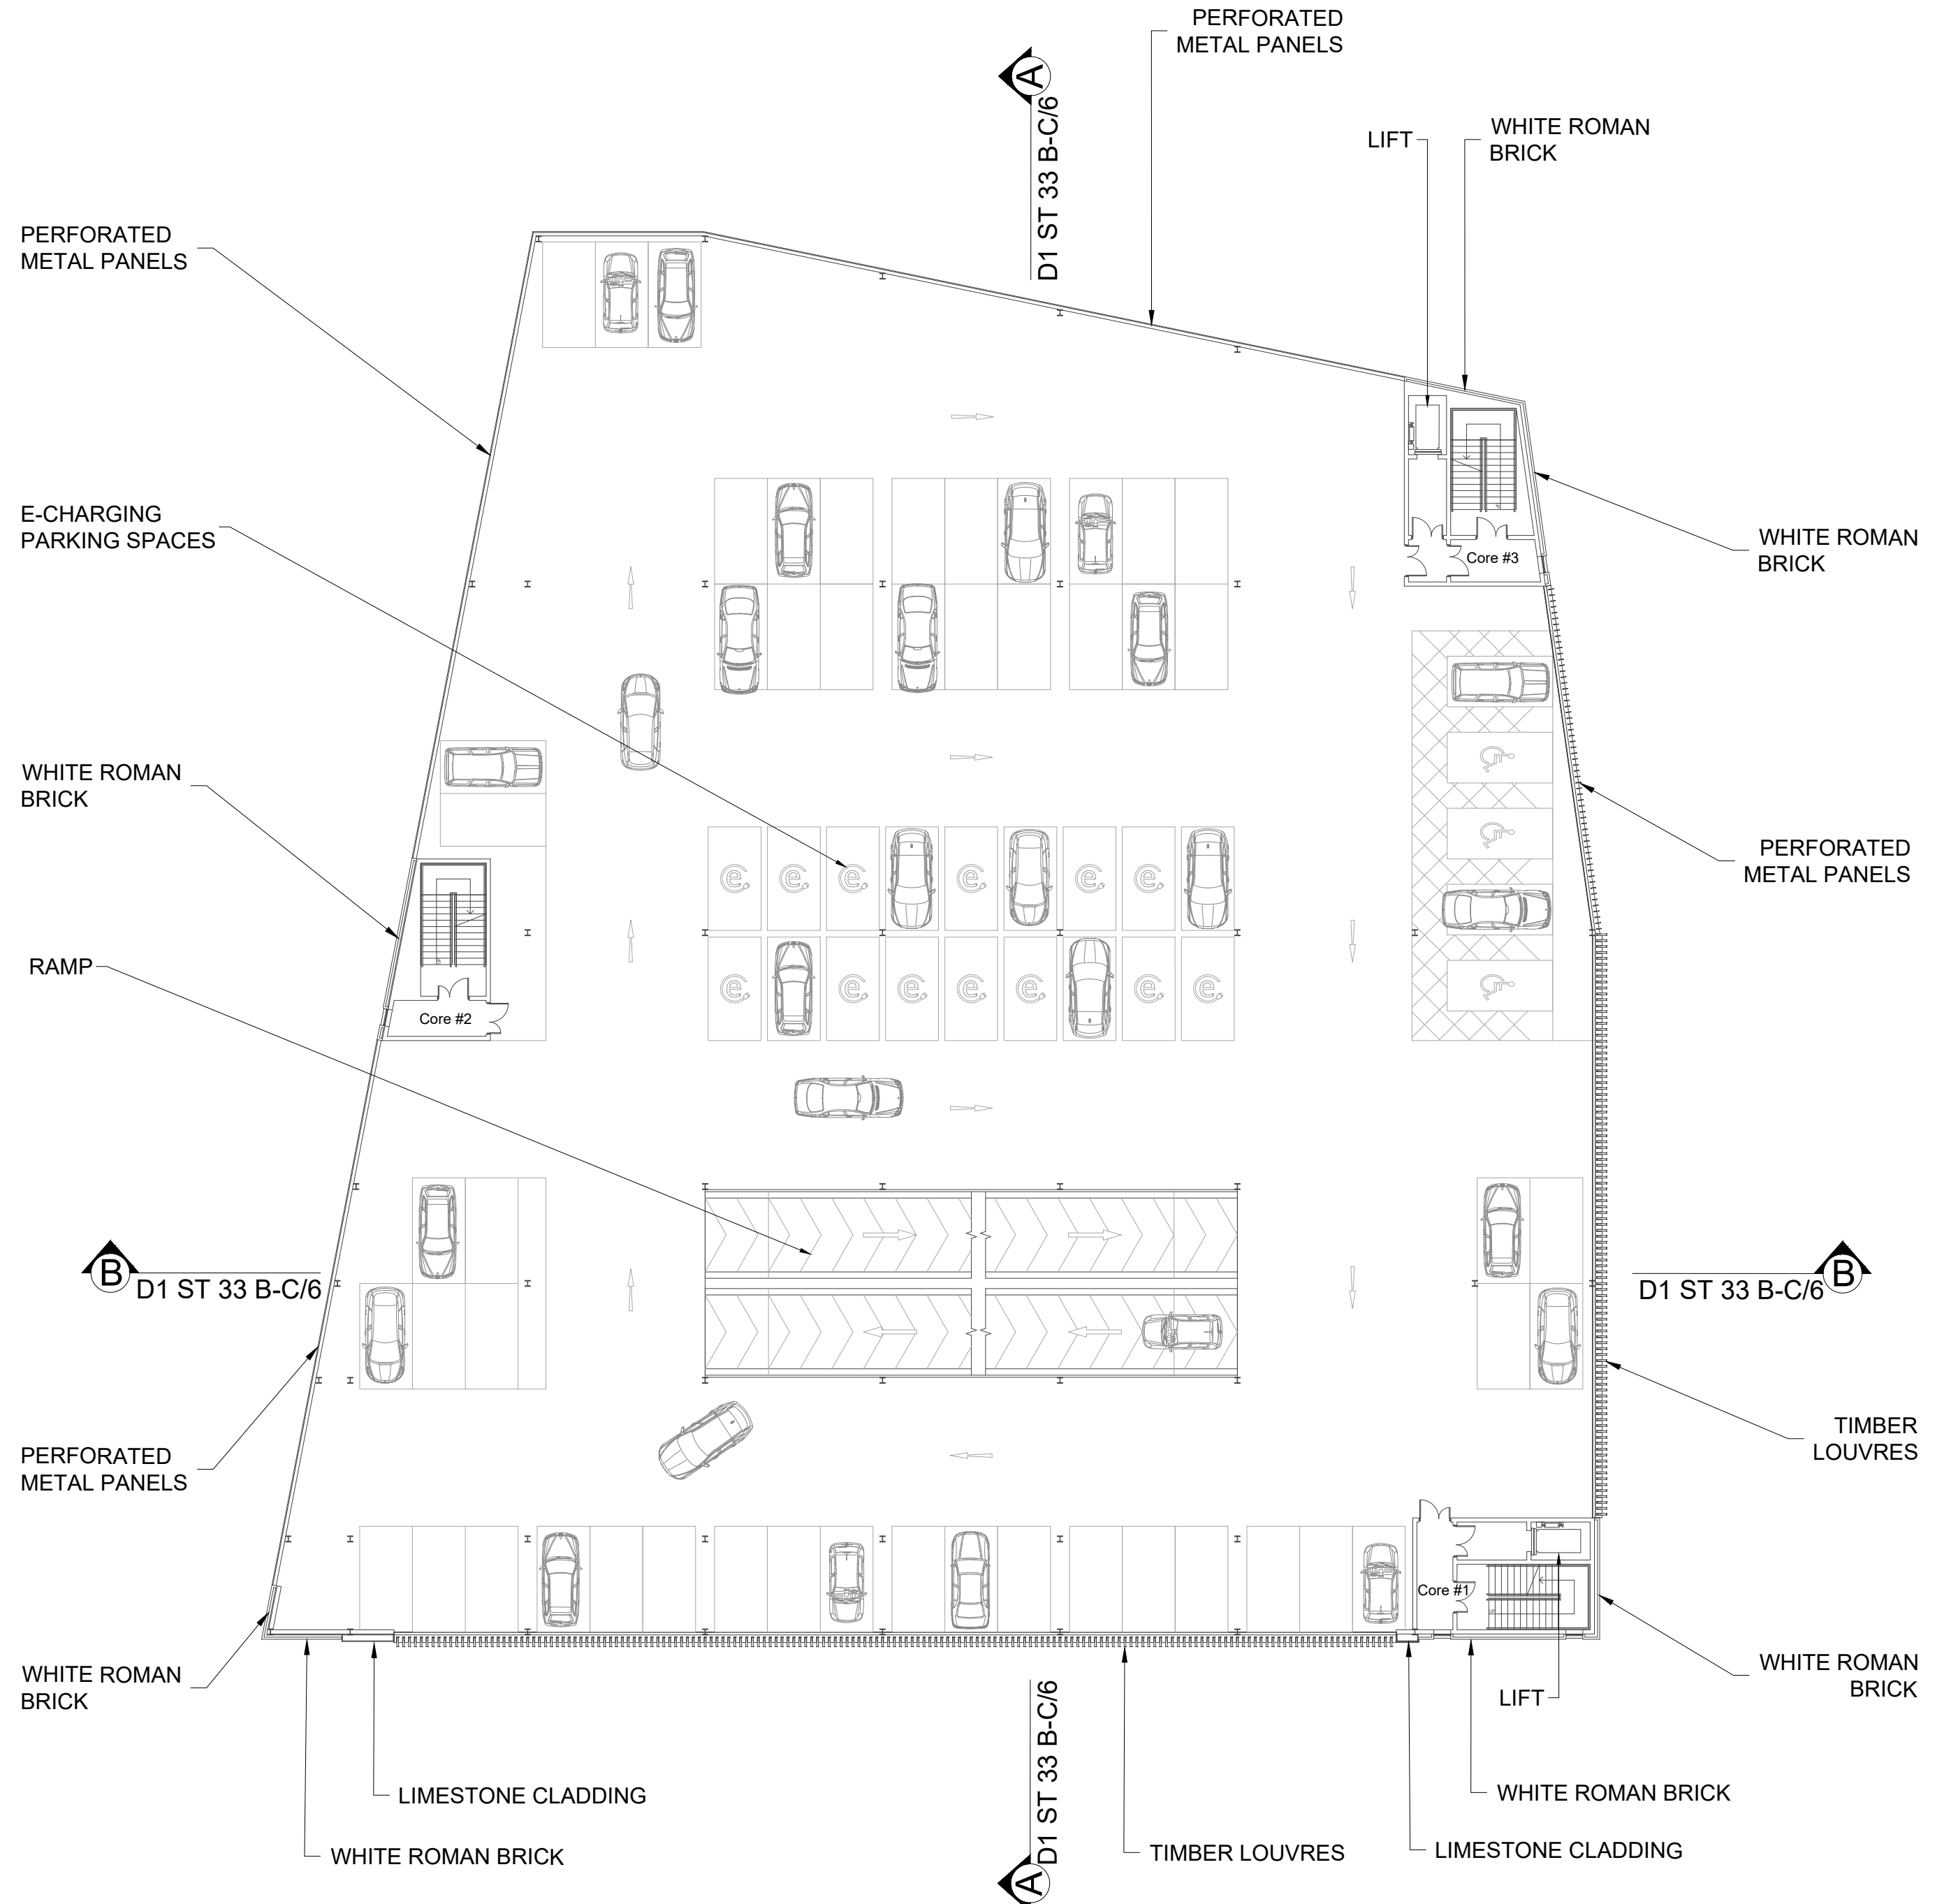 PERFORATED
METAL PANELS
A
D1 ST 33 B-C/6
LIFT
WHITE ROMAN
BRICK
PERFORATED
METAL PANELS
E-CHARGING
PARKING SPACES
WHITE ROMAN
BRICK
Core #3
WHITE ROMAN
BRICK
PERFORATED
METAL PANELS
e
e
e
e
e
e
e
RAMP
e
e
e
e
e
e
e
Core #2
B
D1 ST 33 B-C/6
D1 ST 33 B-C/6
B
PERFORATED
METAL PANELS
TIMBER
LOUVRES
Core #1
WHITE ROMAN
BRICK
WHITE ROMAN
BRICK
LIFT
D1 ST 33 B-C/6
A
LIMESTONE CLADDING
WHITE ROMAN BRICK
WHITE ROMAN BRICK
TIMBER LOUVRES
LIMESTONE CLADDING